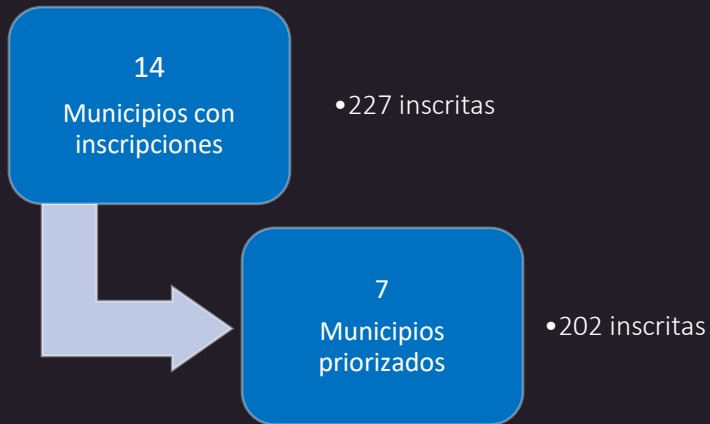 14
Municipios con
inscripciones
•227 inscritas
7
Municipios
priorizados
•202 inscritas